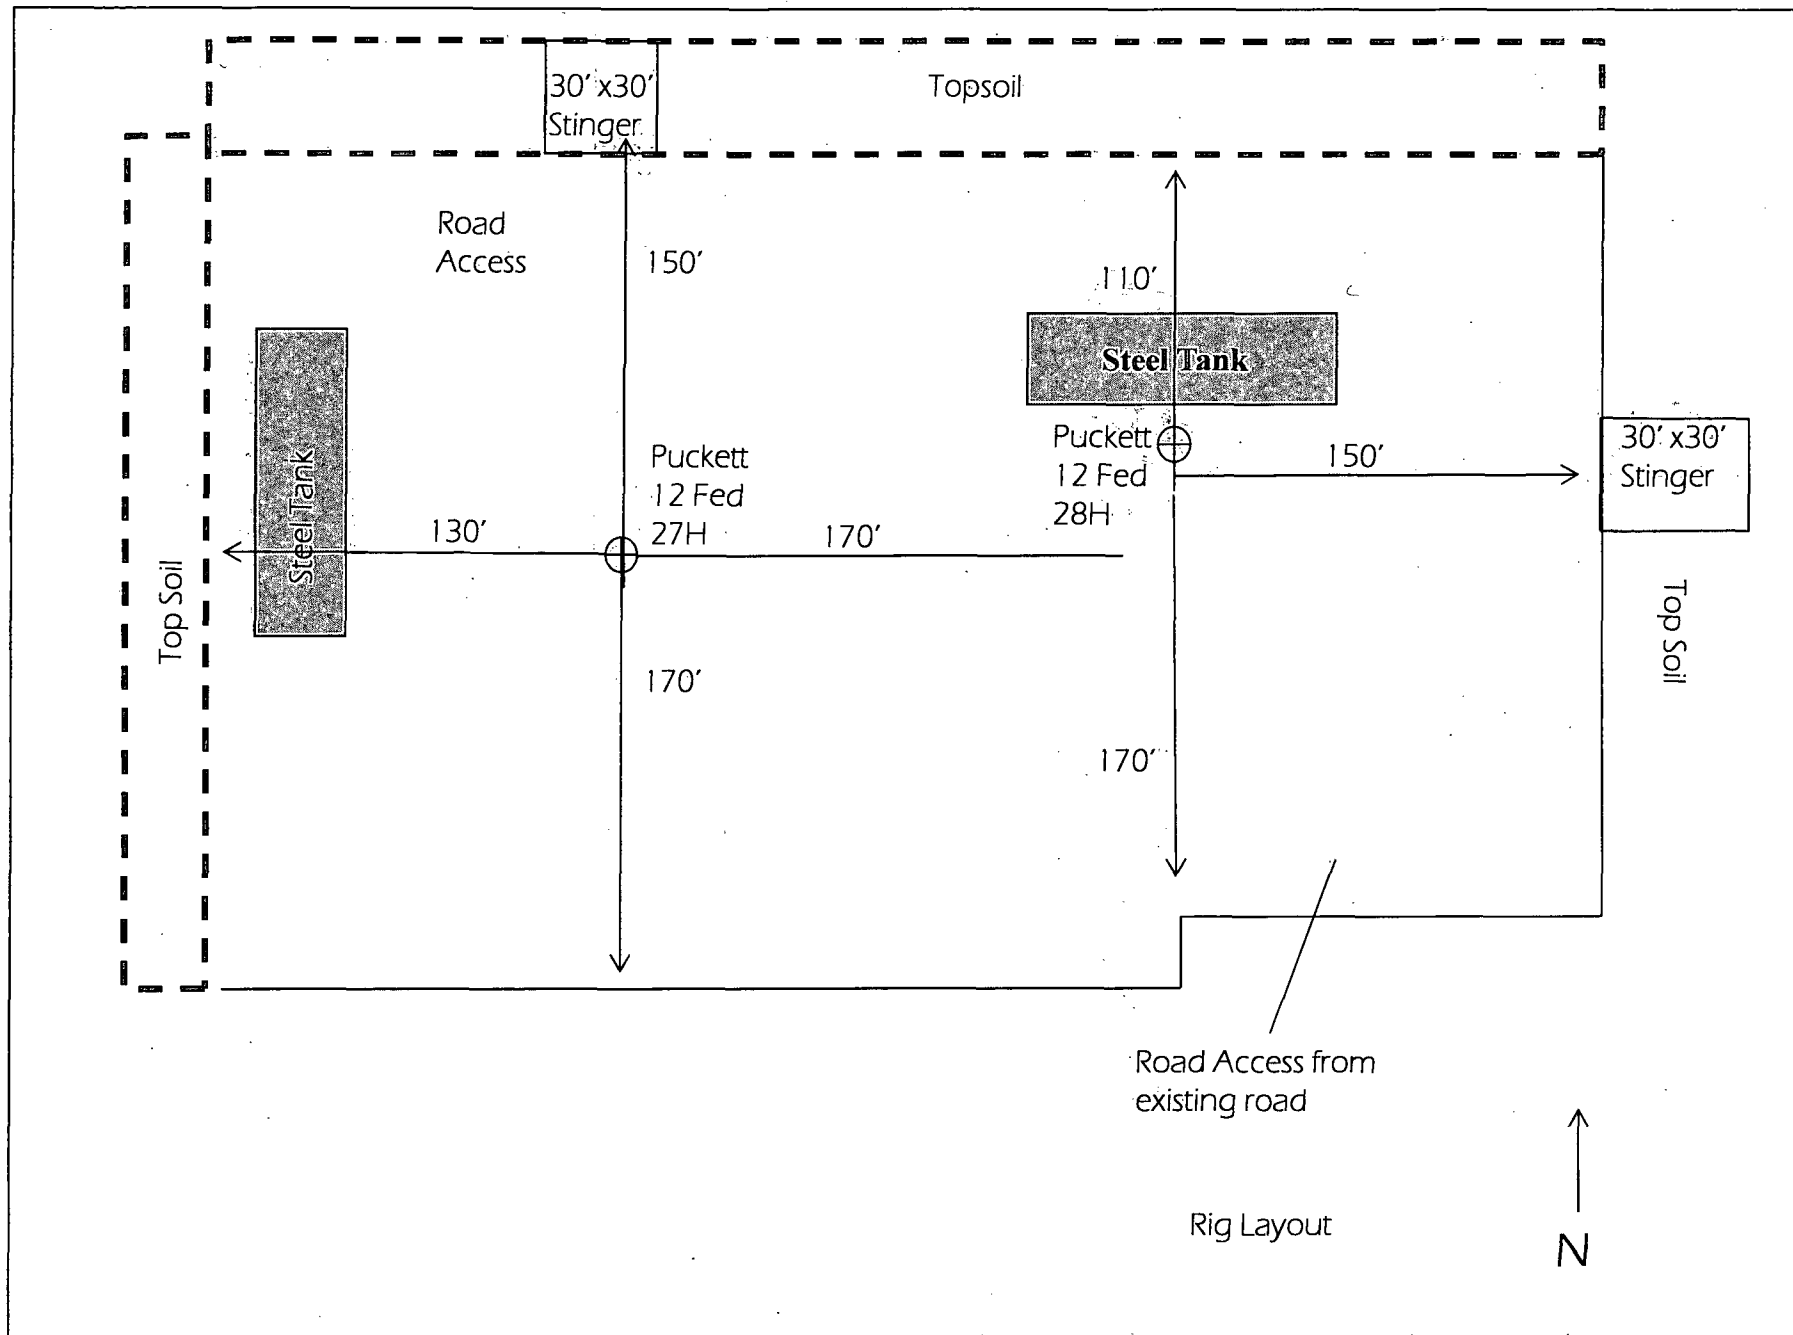 30' x30'
Stinger
Topsoil
Road
Access
150'
110'
Steel Tank
Steel Tank
Puckett
12 Fed
27H
Puckett
12 Fed
28H
150'
30' x30'
Stinger
130'
170'
Top Soil
Top Soil
170'
170'
Road Access from
existing road
Rig Layout
N